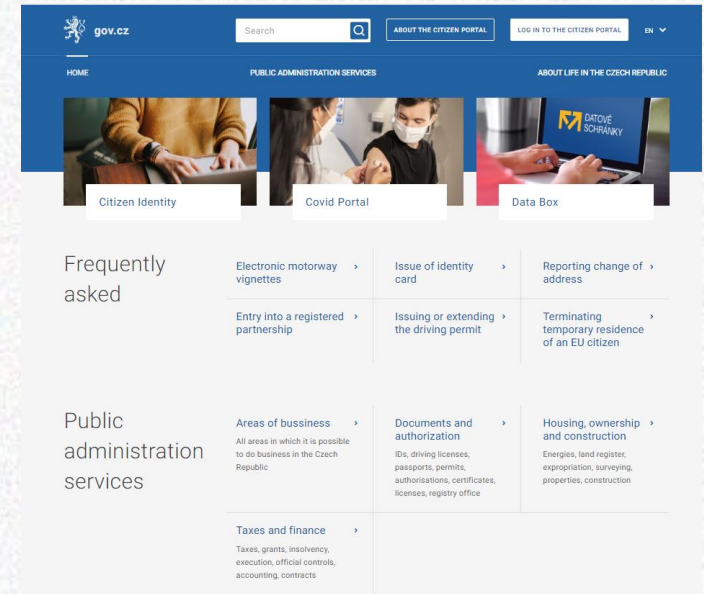 gov.cz
Search
ABOUT THE CITIZEN PORTAL
LOG IN TO THE CITIZEN PORTAL
EN
HOME
PUBLIC ADMINISTRATION SERVICES
ABOUT LIFE IN THE CZECH REPUBLIC
DATOVÉ
SCHRÁNKY
Citizen Identity
Covid Portal
Data Box
Frequently
asked
Electronic motorway
vignettes
Issue of identity
card
Reporting change of
address
Entry into a registered
partnership
Issuing or extending
the driving permit
Terminating
temporary residence
of an EU citizen
Public
administration
services
Areas of bussiness
All areas in which it is possible
to do business in the Czech
Republic
Documents and
authorization
IDs, driving licenses,
passports, permits,
authorisations, certificates,
licenses, registry office
Housing, ownership
and construction
Energies, land register,
expropriation, surveying,
properties, construction
Taxes and finance
Taxes, grants, insolvency,
execution, official controls,
accounting, contracts